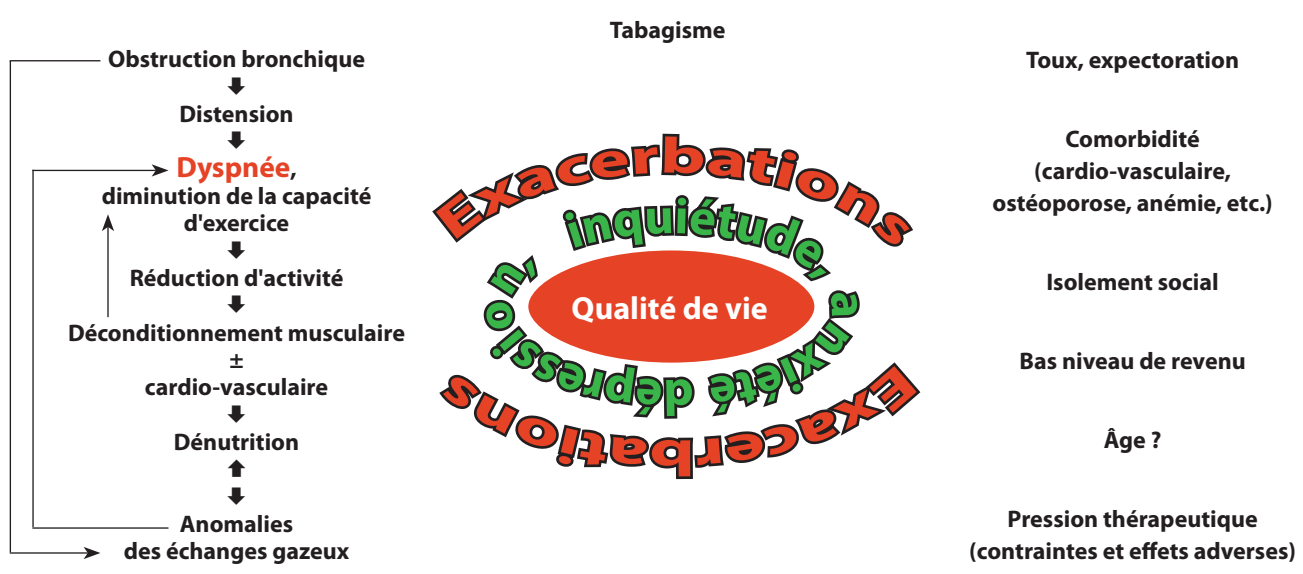 Tabagisme
Obstruction bronchique
Distension
Dyspnée,
diminution de la capacité
d'exercice
Réduction d'activité
Déconditionnement musculaire
±
cardio-vasculaire
Dénutrition
Anomalies
des échanges gazeux
Exacerbations
inquiétude, anxiété dépression,
Qualité de vie
Exacerbations
Toux, expectoration
Comorbidité
(cardio-vasculaire,
ostéoporose, anémie, etc.)
Isolement social
Bas niveau de revenu
Âge ?
Pression thérapeutique
(contraintes et effets adverses)